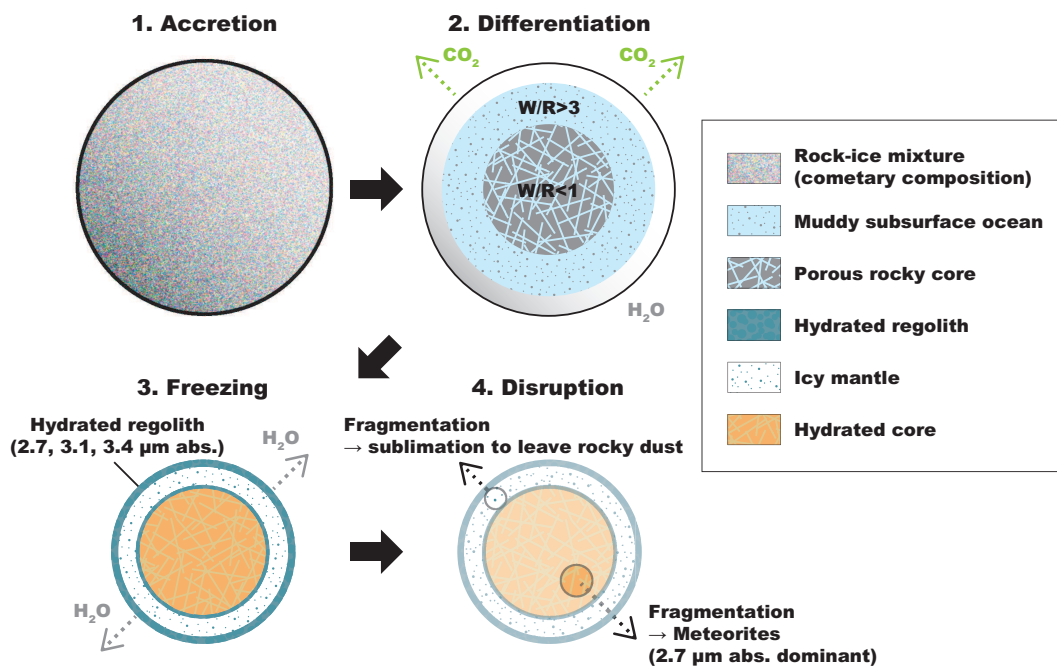 1. Accretion
2. Differentiation
CO₂
CO₂
W/R>3
W/R<1
H₂O
Rock-ice mixture
(cometary composition)
Muddy subsurface ocean
Porous rocky core
Hydrated regolith
Icy mantle
Hydrated core
3. Freezing
Hydrated regolith
(2.7, 3.1, 3.4 μm abs.)
H₂O
H₂O
4. Disruption
Fragmentation
→ sublimation to leave rocky dust
Fragmentation
→ Meteorites
(2.7 μm abs. dominant)